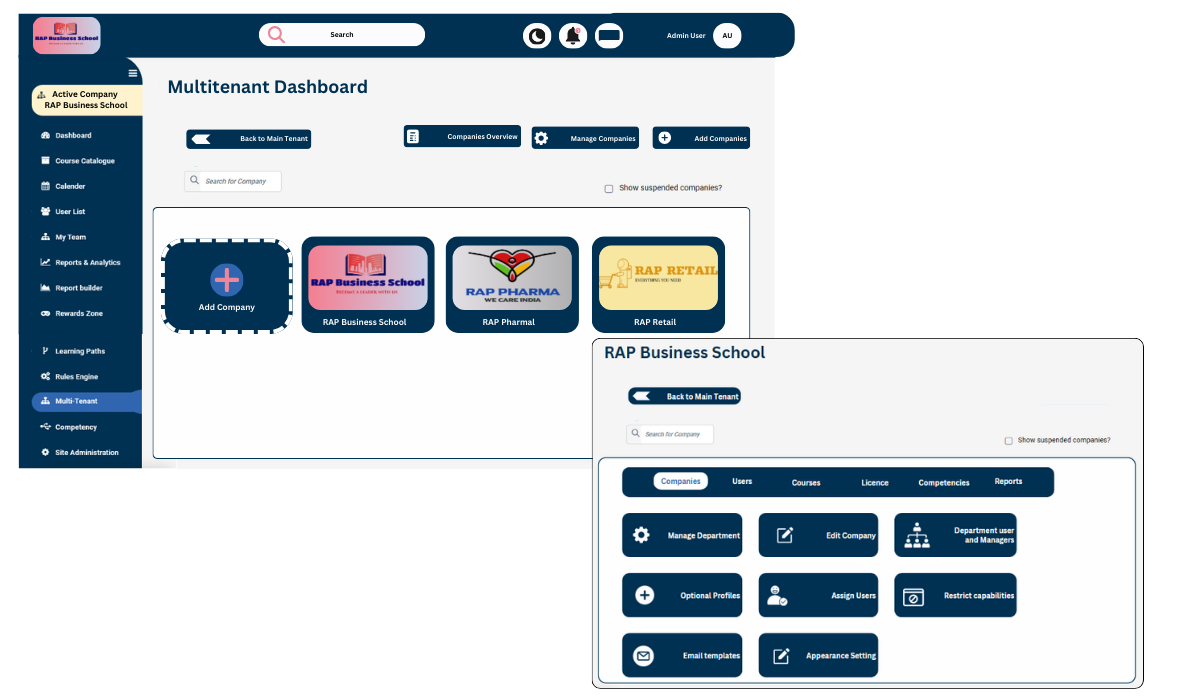 RAP Business School
Search
Admin User
AU
Active Company
RAP Business School
Dashboard
Course Catalogue
Calender
User List
My Team
Reports & Analytics
Report builder
Rewards Zone
Learning Paths
Rules Engine
Multi-Tenant
Competency
Site Administration
Multitenant Dashboard
Back to Main Tenant
Companies Overview
Manage Companies
Add Companies
Search for Company
Show suspended companies?
Add Company
RAP Business School
BECOME A LEADER WITH US
RAP Business School
RAP PHARMA
WE CARE INDIA
RAP Pharmal
RAP RETAIL
EVERYTHING YOU NEED
RAP Retail
RAP Business School
Back to Main Tenant
Search for Company
Show suspended companies?
Companies
Users
Courses
Licence
Competencies
Reports
Manage Department
Edit Company
Department user
and Managers
Optional Profiles
Assign Users
Restrict capabilities
Email templates
Appearance Setting